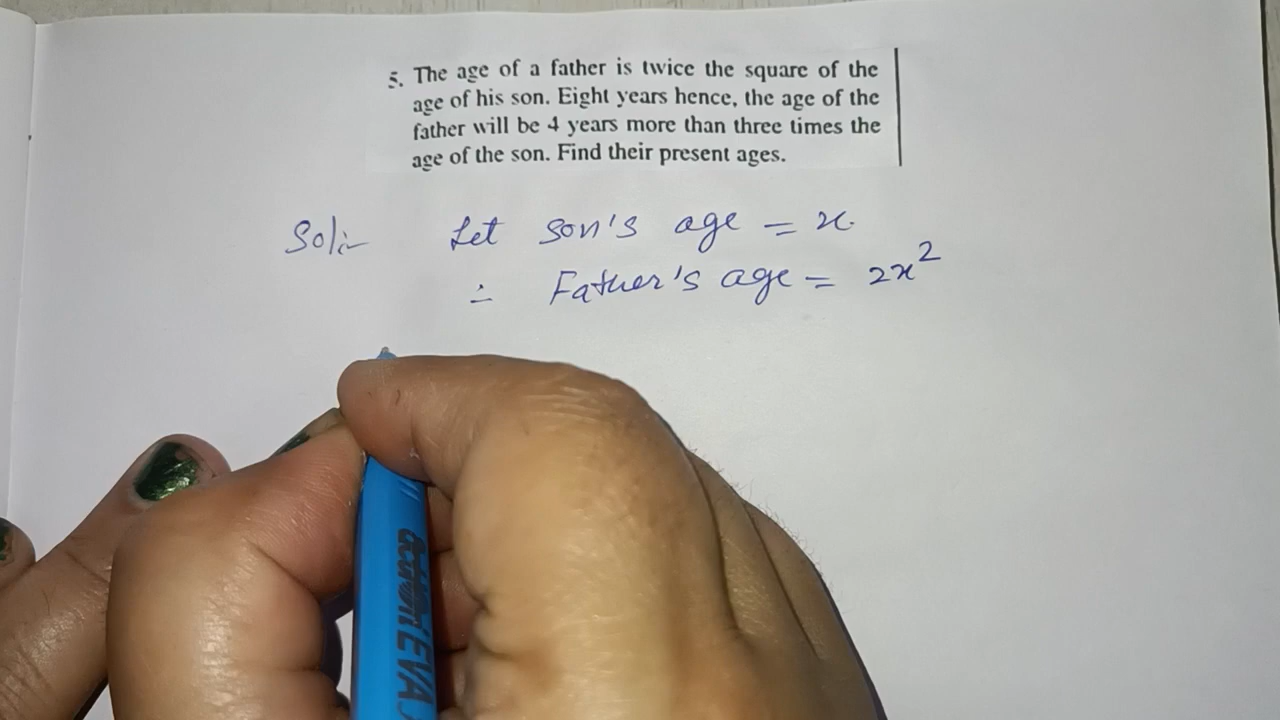 5. The age of a father is twice the square of the
age of his son. Eight years hence, the age of the
father will be 4 years more than three times the
age of the son. Find their present ages.
Soln Let son's age = x.
∴ Father's age = 2x²
EVA